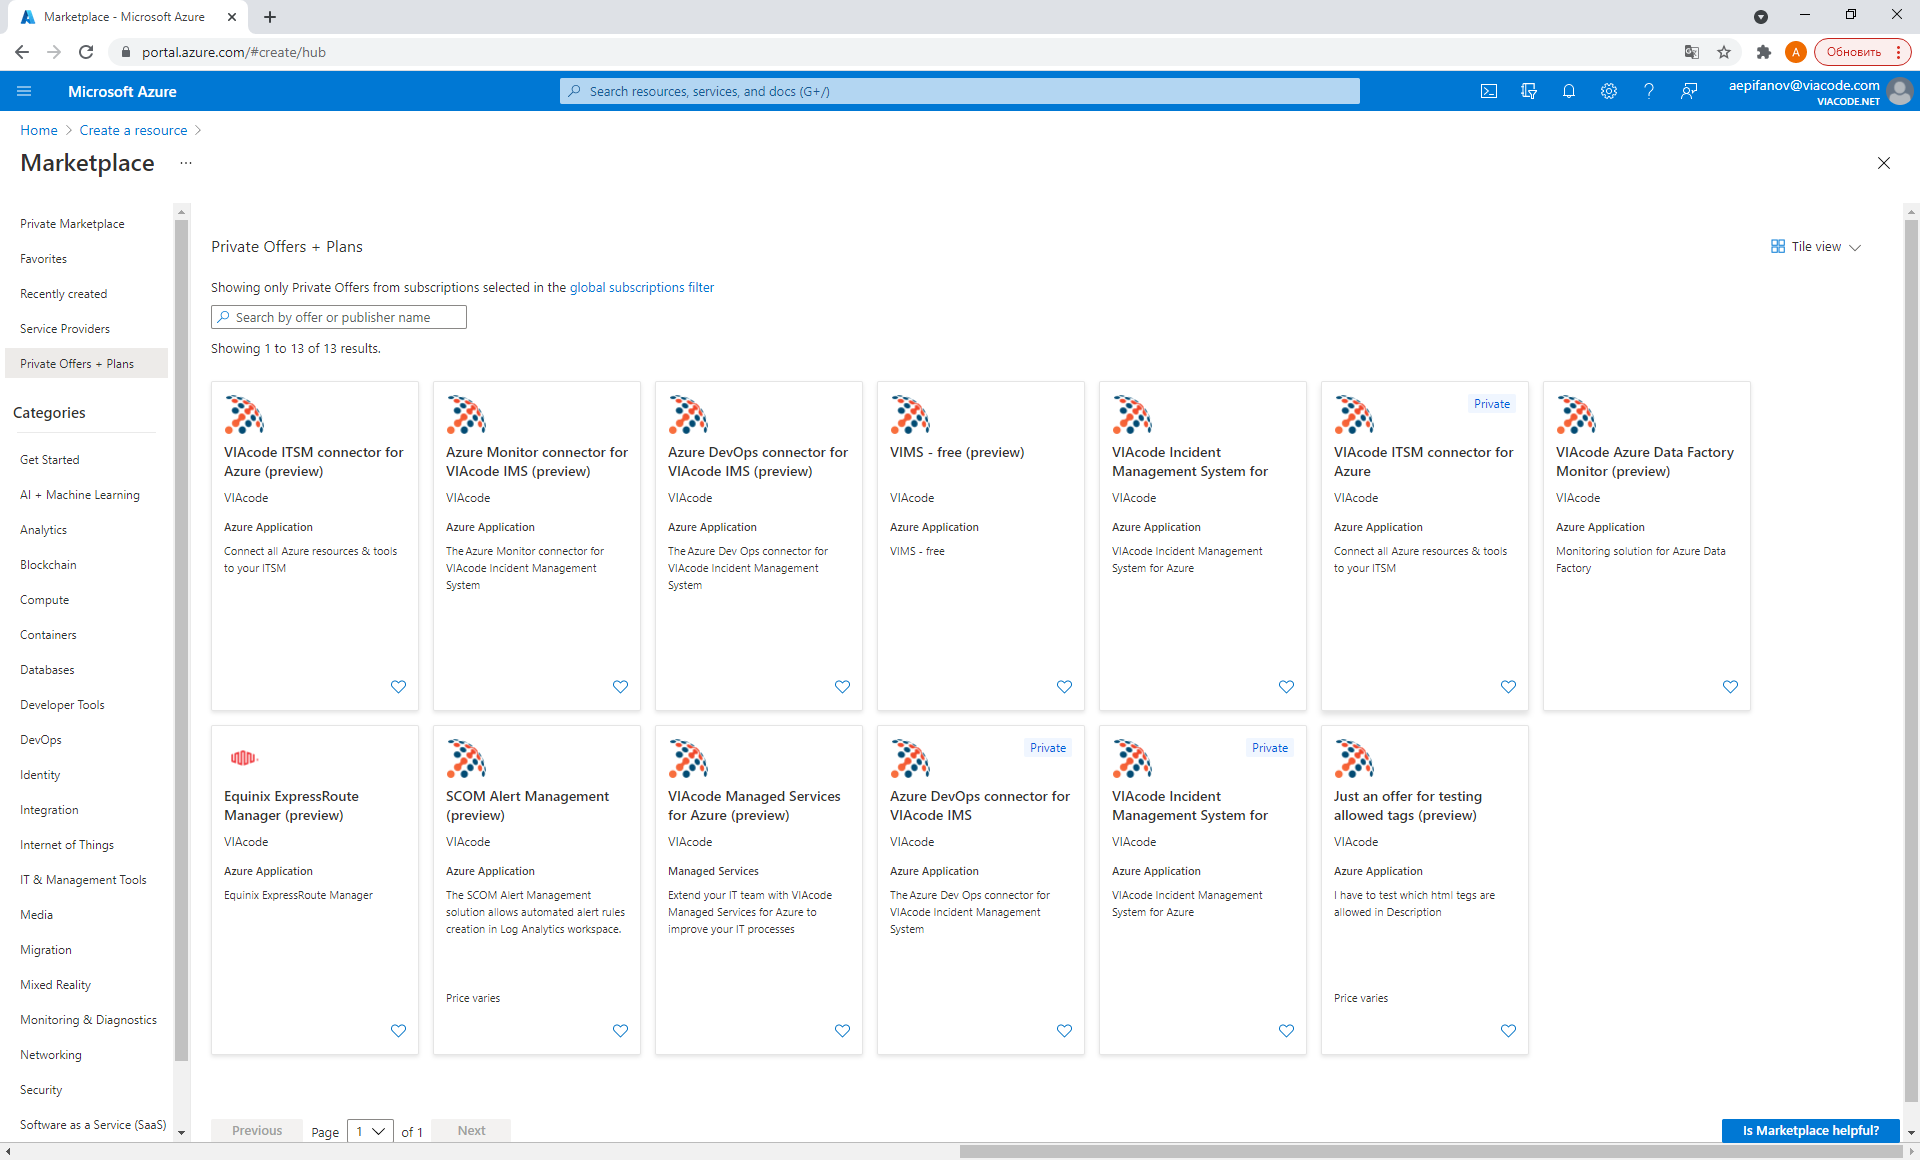 Marketplace - Microsoft Azure
portal.azure.com/#create/hub
A
Обновить
Microsoft Azure
Search resources, services, and docs (G+/)
aepifanov@viacode.com
VIACODE.NET
Home
Create a resource
Marketplace
...
Private Marketplace
Favorites
Recently created
Service Providers
Private Offers + Plans
Categories
Get Started
AI + Machine Learning
Analytics
Blockchain
Compute
Containers
Databases
Developer Tools
DevOps
Identity
Integration
Internet of Things
IT & Management Tools
Media
Migration
Mixed Reality
Monitoring & Diagnostics
Networking
Security
Software as a Service (SaaS)
Private Offers + Plans
Tile view
Showing only Private Offers from subscriptions selected in the global subscriptions filter
Search by offer or publisher name
Showing 1 to 13 of 13 results.
VIAcode ITSM connector for
Azure (preview)
VIAcode
Azure Application
Connect all Azure resources & tools
to your ITSM
Azure Monitor connector for
VIAcode IMS (preview)
VIAcode
Azure Application
The Azure Monitor connector for
VIAcode Incident Management
System
Azure DevOps connector for
VIAcode IMS (preview)
VIAcode
Azure Application
The Azure Dev Ops connector for
VIAcode Incident Management
System
VIMS - free (preview)
VIAcode
Azure Application
VIMS - free
VIAcode Incident
Management System for
VIAcode
Azure Application
VIAcode Incident Management
System for Azure
Private
VIAcode ITSM connector for
Azure
VIAcode
Azure Application
Connect all Azure resources & tools
to your ITSM
VIAcode Azure Data Factory
Monitor (preview)
VIAcode
Azure Application
Monitoring solution for Azure Data
Factory
Equinix ExpressRoute
Manager (preview)
VIAcode
Azure Application
Equinix ExpressRoute Manager
SCOM Alert Management
(preview)
VIAcode
Azure Application
The SCOM Alert Management
solution allows automated alert rules
creation in Log Analytics workspace.
Price varies
VIAcode Managed Services
for Azure (preview)
VIAcode
Managed Services
Extend your IT team with VIAcode
Managed Services for Azure to
improve your IT processes
Private
Azure DevOps connector for
VIAcode IMS
VIAcode
Azure Application
The Azure Dev Ops connector for
VIAcode Incident Management
System
Private
VIAcode Incident
Management System for
VIAcode
Azure Application
VIAcode Incident Management
System for Azure
Just an offer for testing
allowed tags (preview)
VIAcode
Azure Application
I have to test which html tegs are
allowed in Description
Price varies
Previous
Page 1 of 1
Next
Is Marketplace helpful?